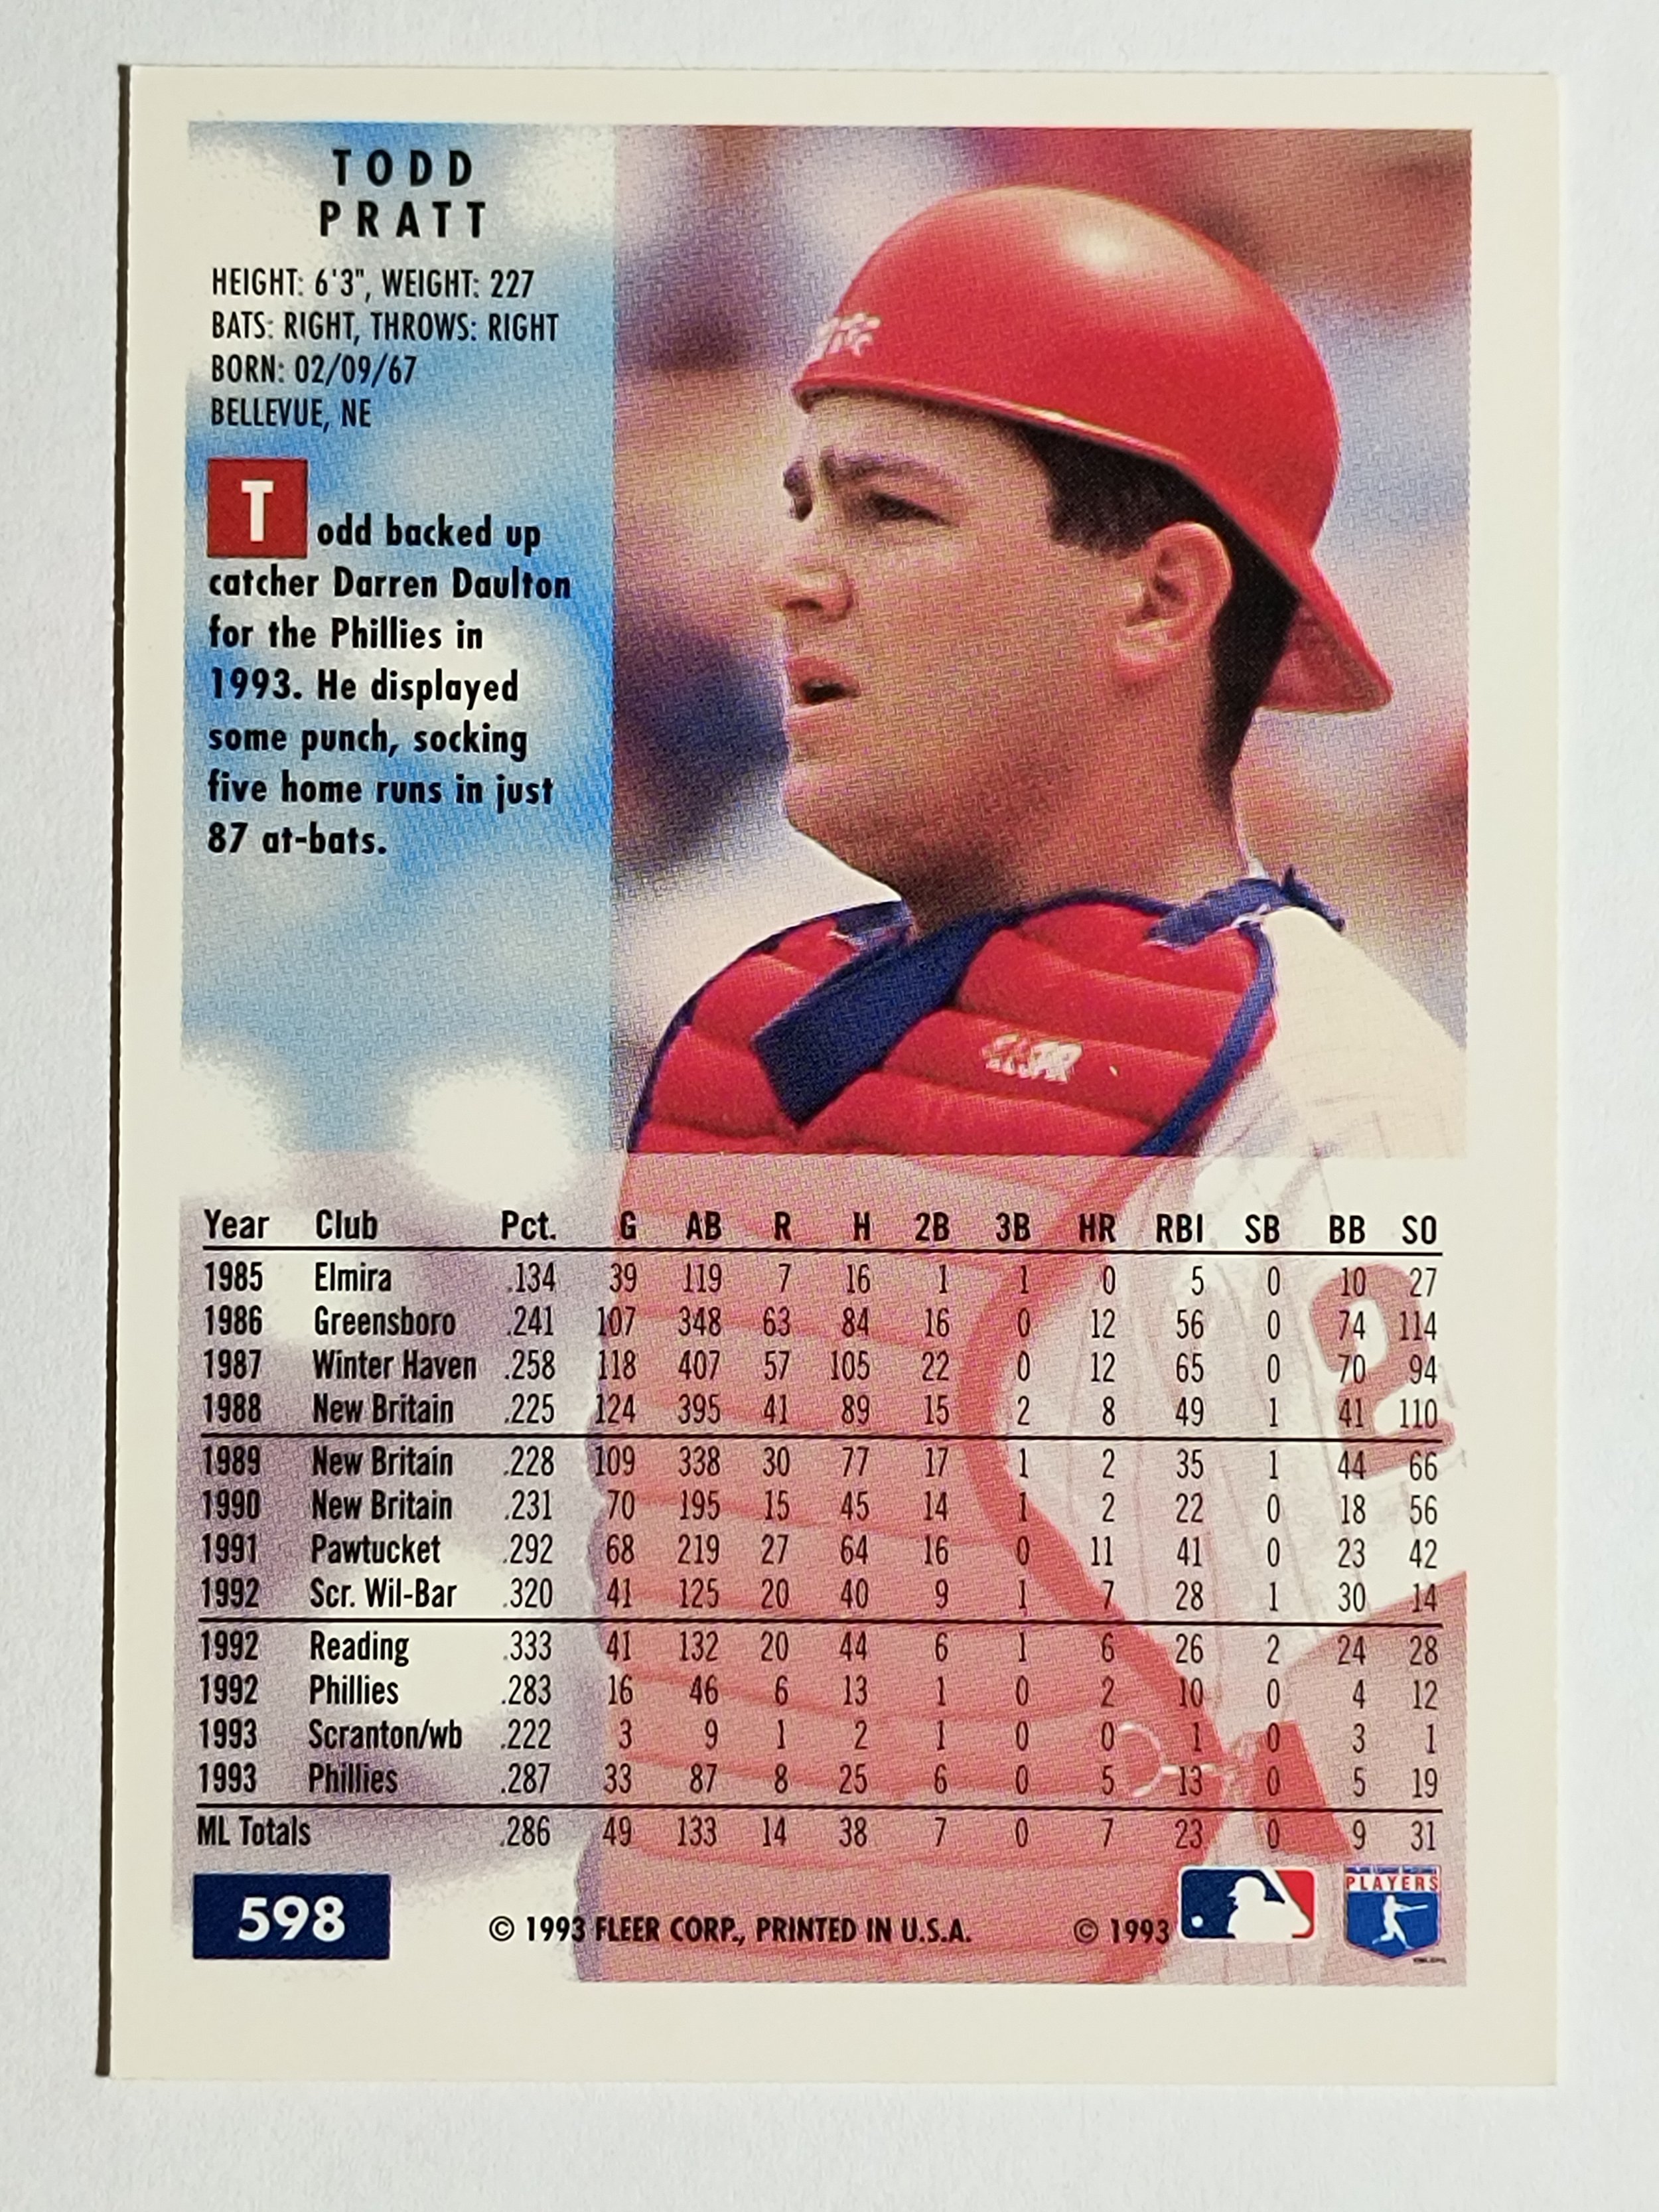 TODD
PRATT
HEIGHT: 6'3", WEIGHT: 227
BATS: RIGHT, THROWS: RIGHT
BORN: 02/09/67
BELLEVUE, NE
Todd backed up
catcher Darren Daulton
for the Phillies in
1993. He displayed
some punch, socking
five home runs in just
87 at-bats.
Year Club Pct. G AB R H 2B 3B HR RBI SB BB SO
1985 Elmira .134 39 119 7 16 1 1 0 5 0 10 27
1986 Greensboro .241 107 348 63 84 16 0 12 56 0 74 114
1987 Winter Haven .258 118 407 57 105 22 0 12 65 0 70 94
1988 New Britain .225 124 395 41 89 15 2 8 49 1 41 110
1989 New Britain .228 109 338 30 77 17 1 2 35 1 44 66
1990 New Britain .231 70 195 15 45 14 1 2 22 0 18 56
1991 Pawtucket .292 68 219 27 64 16 0 11 41 0 23 42
1992 Scr. Wil-Bar .320 41 125 20 40 9 1 7 28 1 30 14
1992 Reading .333 41 132 20 44 6 1 6 26 2 24 28
1992 Phillies .283 16 46 6 13 1 0 2 10 0 4 12
1993 Scranton/wb .222 3 9 1 2 1 0 0 1 0 3 1
1993 Phillies .287 33 87 8 25 6 0 5 13 0 5 19
ML Totals .286 49 133 14 38 7 0 7 23 0 9 31
598 © 1993 FLEER CORP., PRINTED IN U.S.A. © 1993 PLAYERS